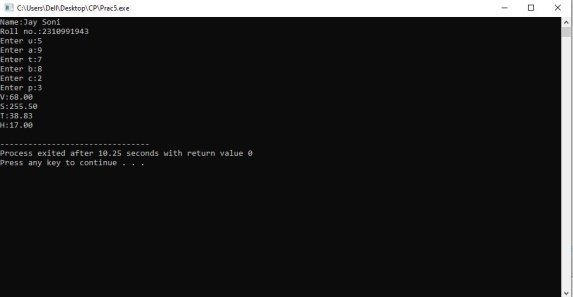 C:\Users\Dell\Desktop\CP\Prac5.exe
Name:Jay Soni
Roll no.:2310991943
Enter u:5
Enter a:9
Enter t:7
Enter b:8
Enter c:2
Enter p:3
V:68.00
S:255.50
T:38.83
H:17.00
--------------------------------
Process exited after 10.25 seconds with return value 0
Press any key to continue . . .